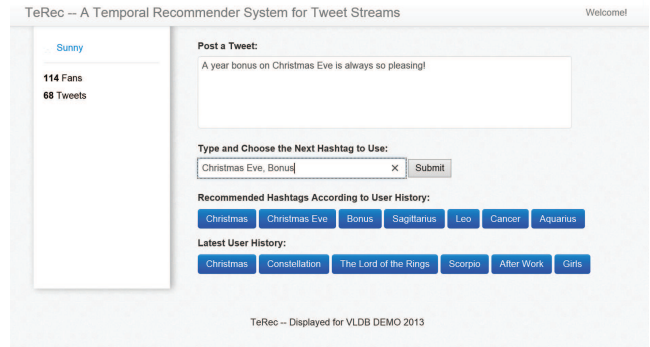 TeRec -- A Temporal Recommender System for Tweet Streams Welcome!
Sunny
114 Fans
68 Tweets
Post a Tweet:
A year bonus on Christmas Eve is always so pleasing!
Type and Choose the Next Hashtag to Use:
Christmas Eve, Bonus × Submit
Recommended Hashtags According to User History:
Christmas Christmas Eve Bonus Sagittarius Leo Cancer Aquarius
Latest User History:
Christmas Constellation The Lord of the Rings Scorpio After Work Girls
TeRec -- Displayed for VLDB DEMO 2013